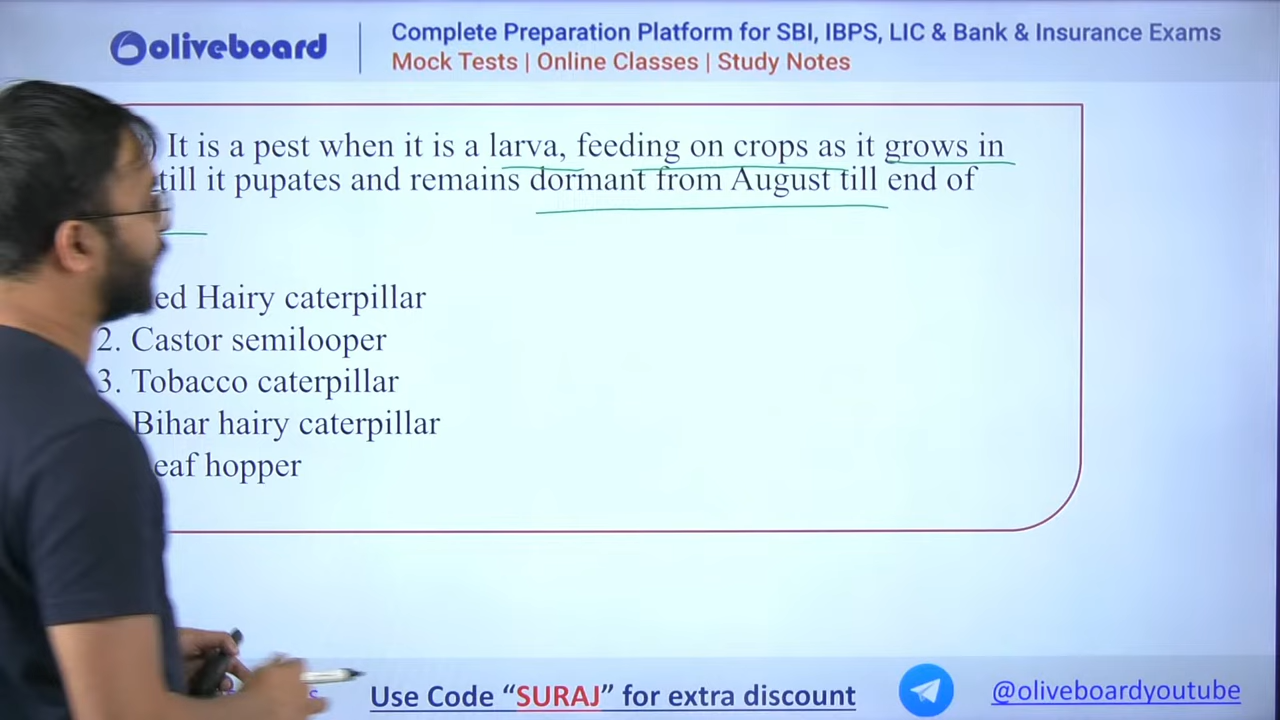 oliveboard
Complete Preparation Platform for SBI, IBPS, LIC & Bank & Insurance Exams
Mock Tests | Online Classes | Study Notes
) It is a pest when it is a larva, feeding on crops as it grows in
till it pupates and remains dormant from August till end of
ed Hairy caterpillar
2. Castor semilooper
3. Tobacco caterpillar
Bihar hairy caterpillar
eaf hopper
Use Code “SURAJ” for extra discount
@oliveboardyoutube